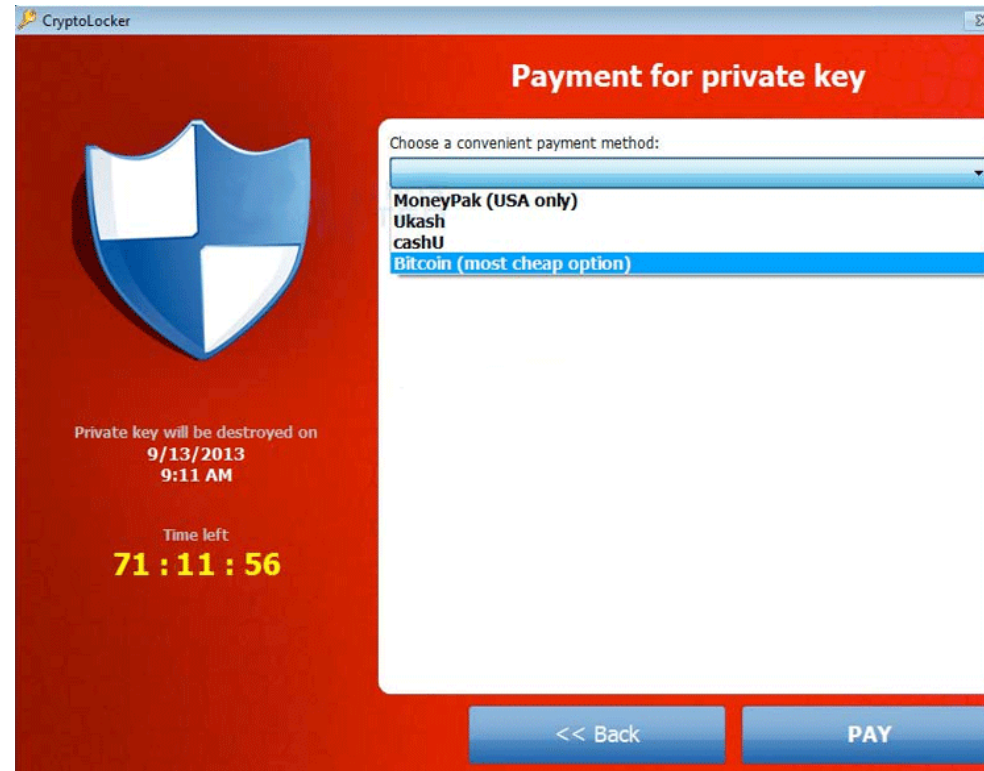 CryptoLocker
Payment for private key
Choose a convenient payment method:
MoneyPak (USA only)
Ukash
cashU
Bitcoin (most cheap option)
Private key will be destroyed on
9/13/2013
9:11 AM
Time left
71 : 11 : 56
<< Back
PAY